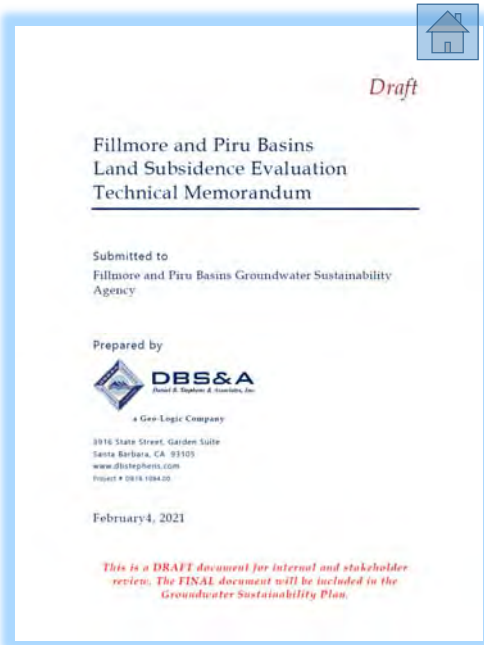 Draft
Fillmore and Piru Basins
Land Subsidence Evaluation
Technical Memorandum
Submitted to
Fillmore and Piru Basins Groundwater Sustainability
Agency
Prepared by
DBS&A
Daniel B. Stephens & Associates, Inc.
a Geo-Logic Company
3916 State Street, Garden Suite
Santa Barbara, CA 93105
www.dbstephens.com
Project #
February4, 2021
This is a DRAFT document for internal and stakeholder
review. The FINAL document will be included in the
Groundwater Sustainability Plan.